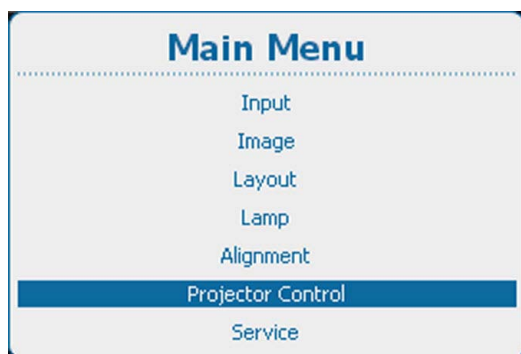 Main Menu
Input
Image
Layout
Lamp
Alignment
Projector Control
Service